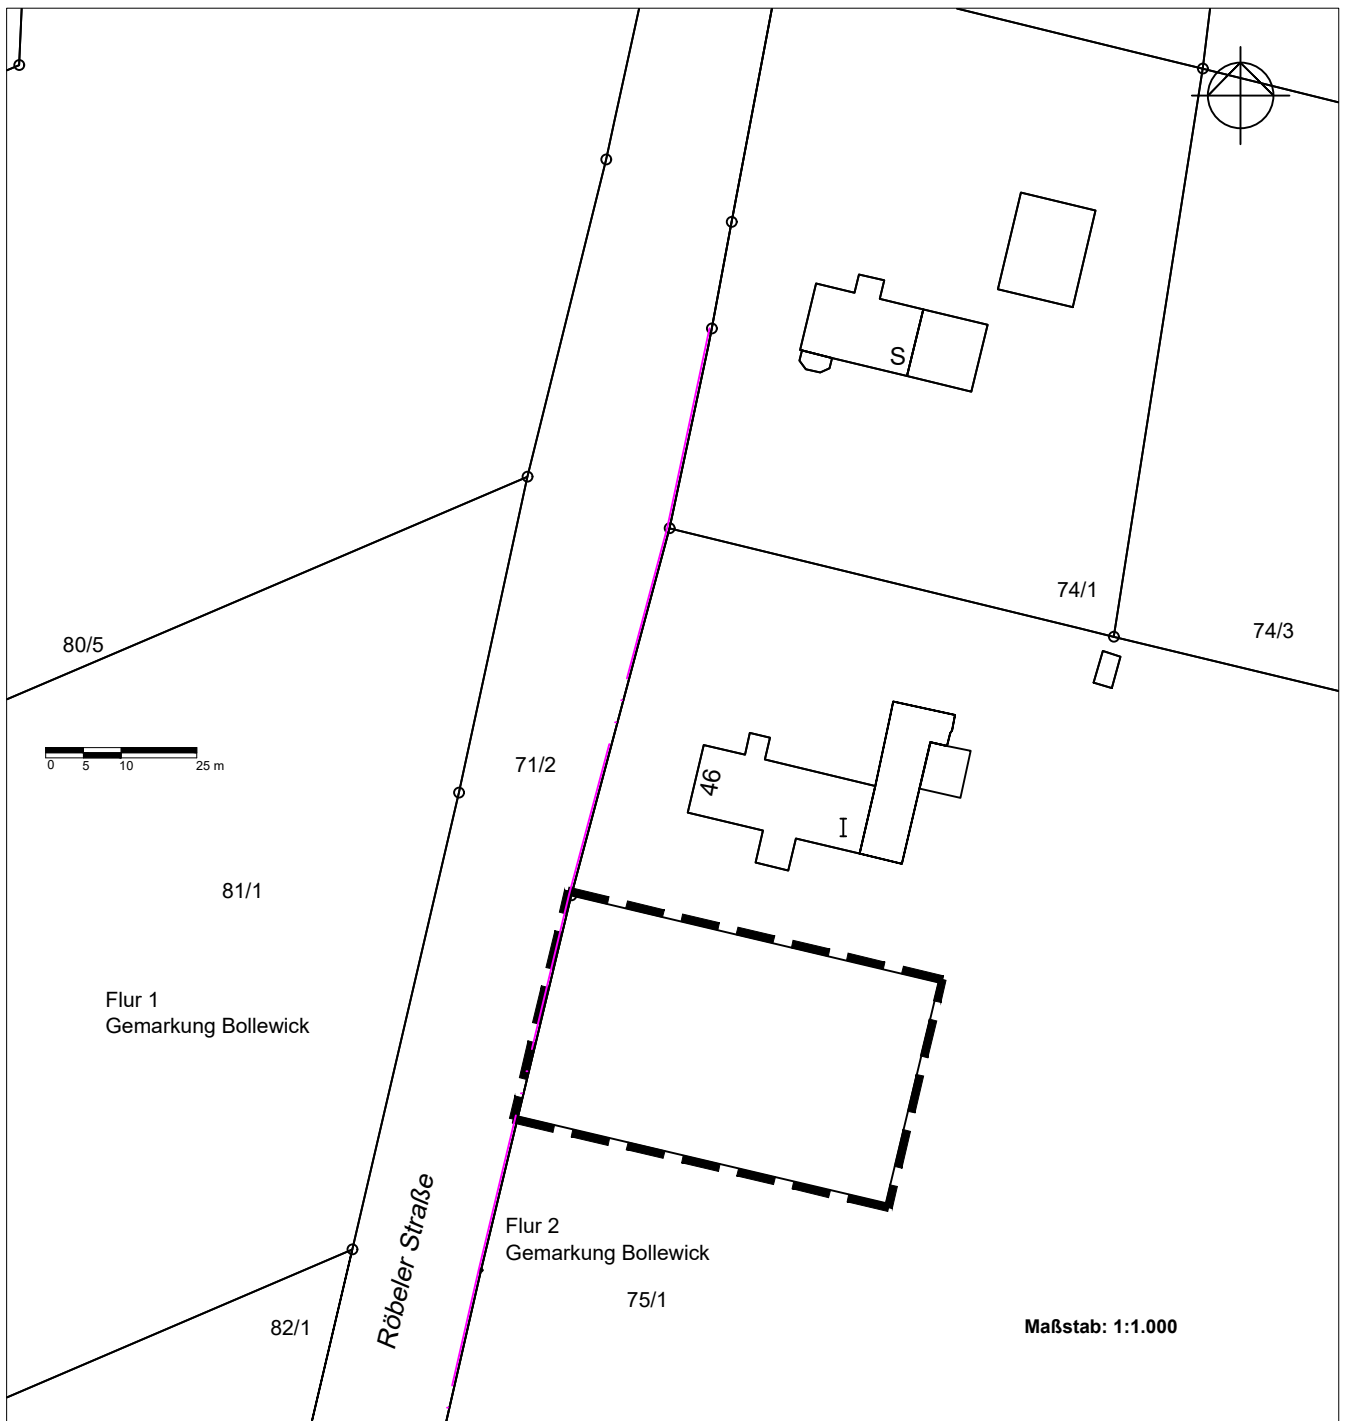 S
74/1
74/3
80/5
46
0 5 10 25 m
71/2
I
81/1
Flur 1
Gemarkung Bollewick
Röbeler Straße
Flur 2
Gemarkung Bollewick
75/1
82/1
Maßstab: 1:1.000